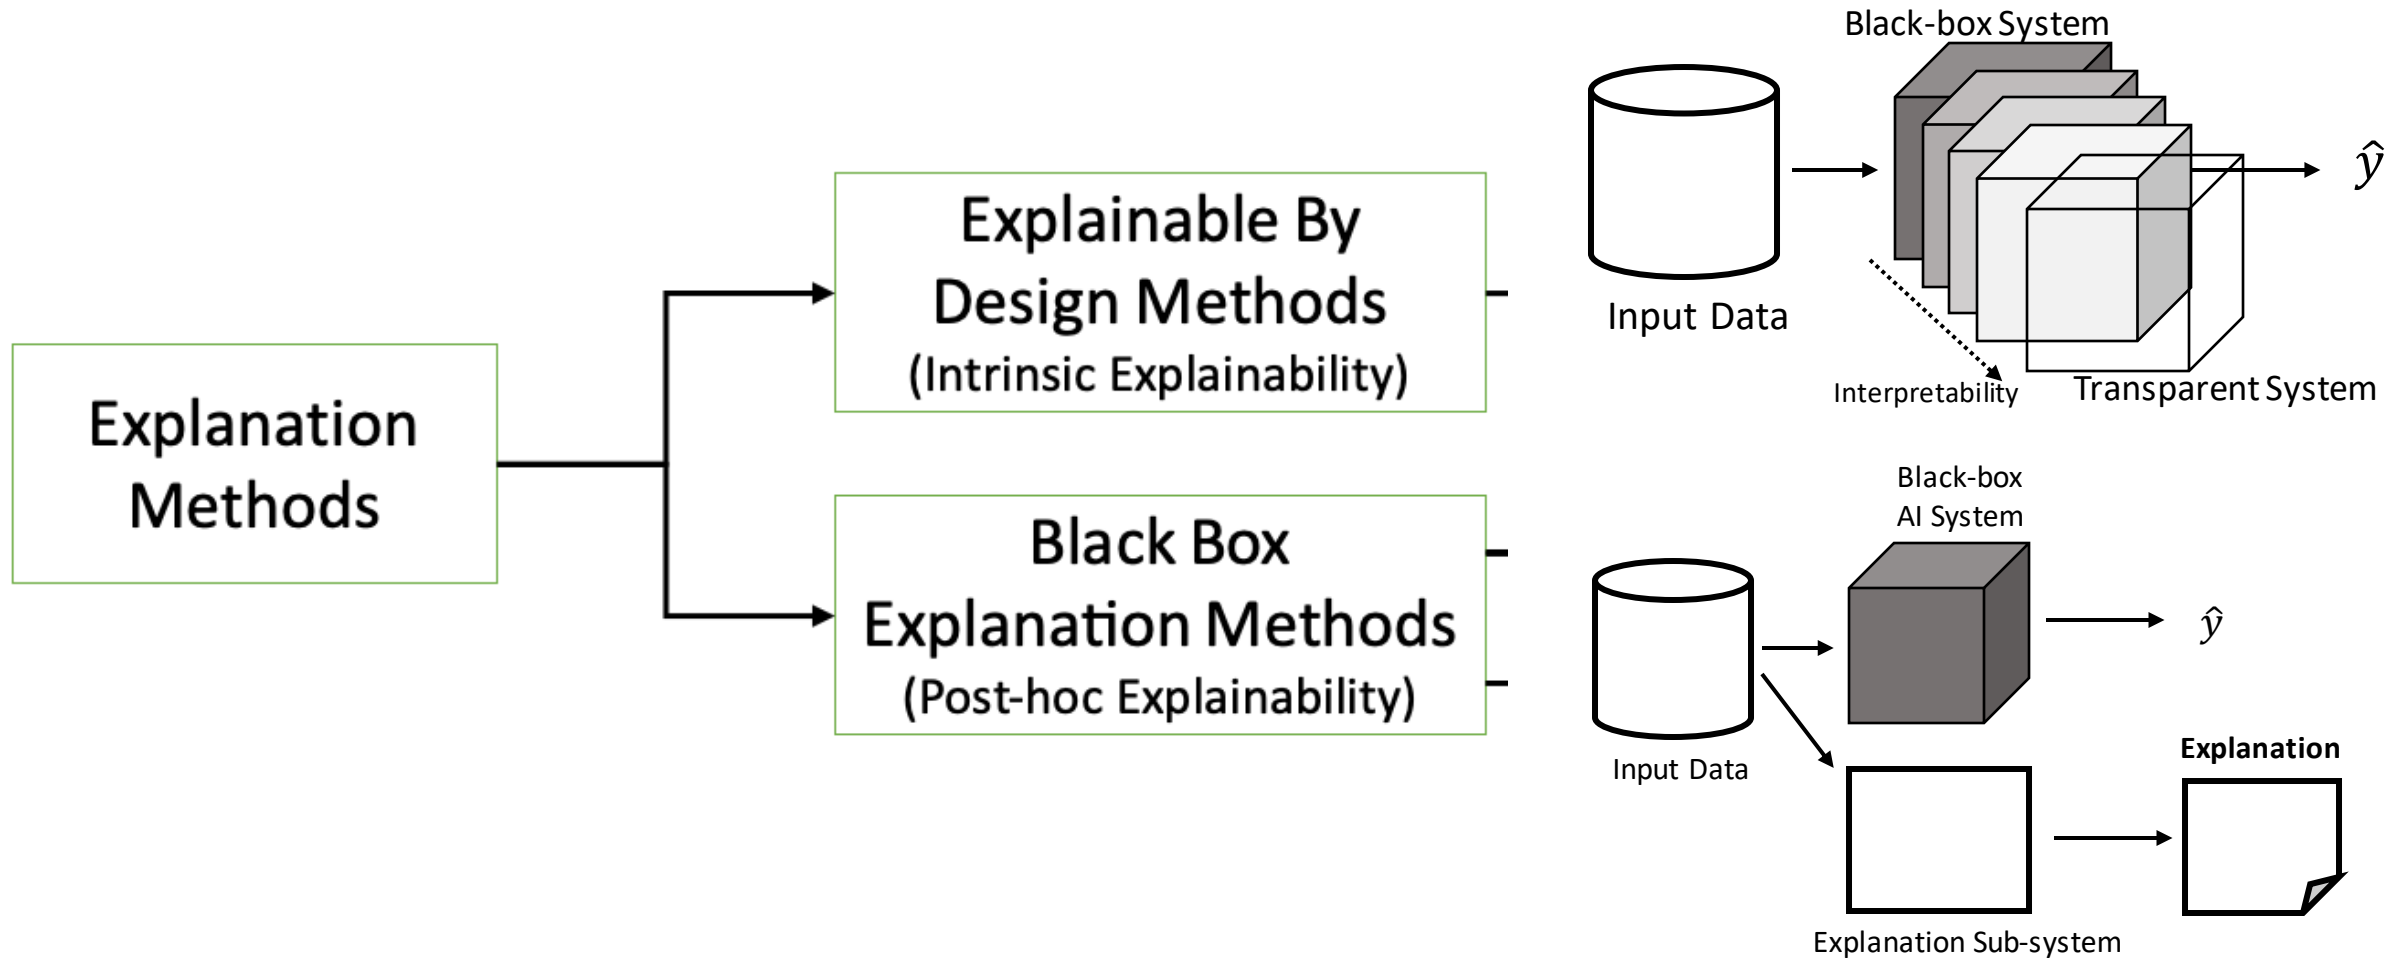 Explanation
Methods
Explainable By
Design Methods
(Intrinsic Explainability)
Black Box
Explanation Methods
(Post-hoc Explainability)
Black-box System
Input Data
ŷ
Interpretability
Transparent System
Black-box
AI System
Input Data
ŷ
Explanation
Explanation Sub-system